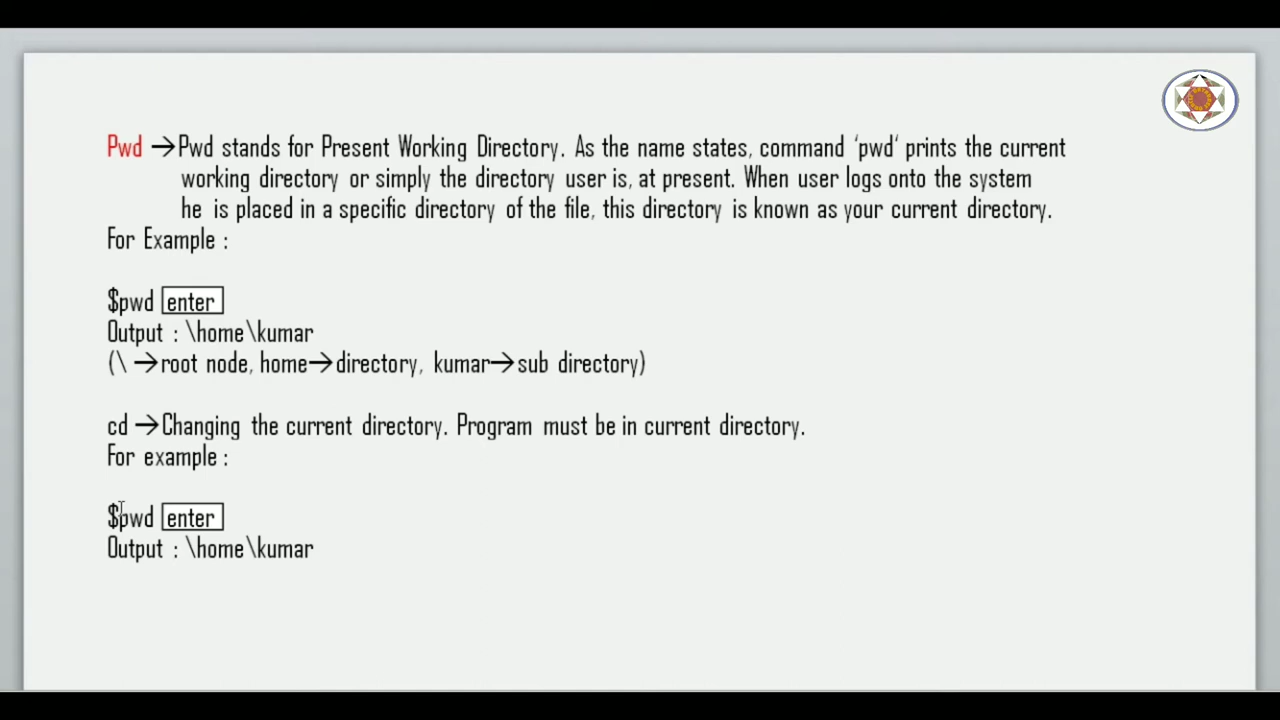 Pwd →Pwd stands for Present Working Directory. As the name states, command ‘pwd‘ prints the current
working directory or simply the directory user is, at present. When user logs onto the system
he is placed in a specific directory of the file, this directory is known as your current directory.
For Example :
$pwd enter
Output : \home\kumar
(\ →root node, home→directory, kumar→sub directory)
cd →Changing the current directory. Program must be in current directory.
For example :
$pwd enter
Output : \home\kumar